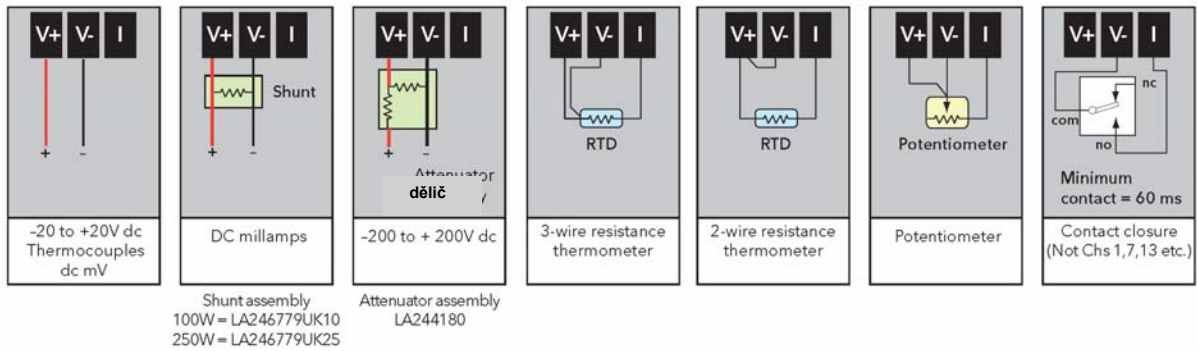 V+ V- I
+ -
-20 to +20V dc
Thermocouples
dc mV
V+ V- I
Shunt
+ -
DC millamps
Shunt assembly
100W = LA246779UK10
250W = LA246779UK25
V+ V- I
+ -
Attenuator
dělič y
-200 to + 200V dc
Attenuator assembly
LA244180
V+ V- I
RTD
3-wire resistance
thermometer
V+ V- I
RTD
2-wire resistance
thermometer
V+ V- I
Potentiometer
Potentiometer
V+ V- I
nc
com
no
Minimum
contact = 60 ms
Contact closure
(Not Chs 1,7,13 etc.)